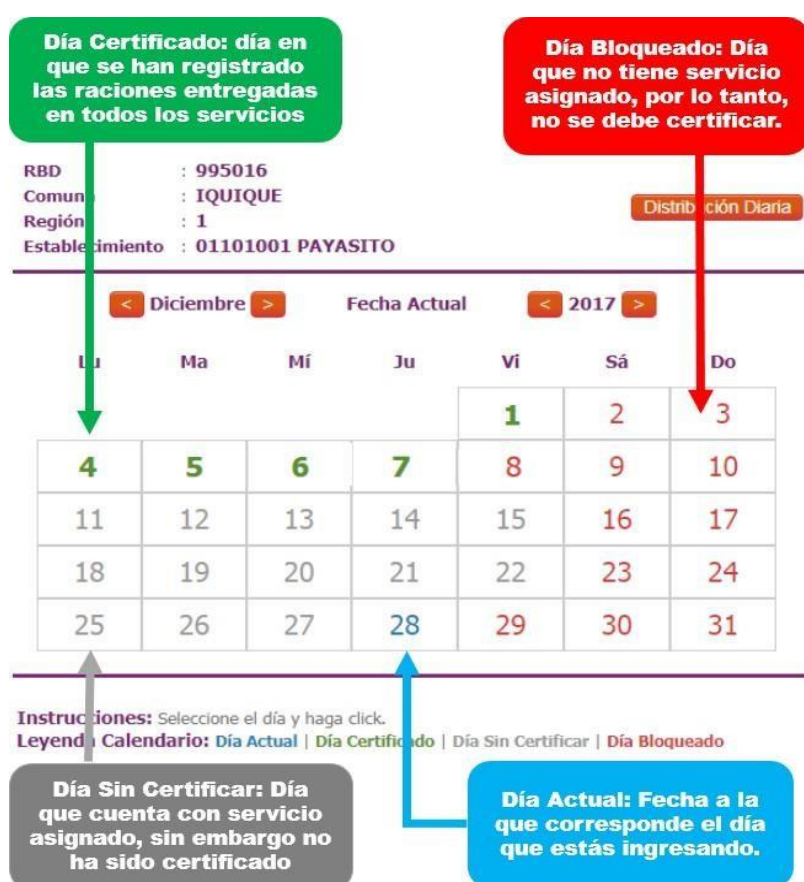 Día Certificado: día en
que se han registrado
las raciones entregadas
en todos los servicios
Día Bloqueado: Día
que no tiene servicio
asignado, por lo tanto,
no se debe certificar.
RBD : 995016
Comuna : IQUIQUE
Región : 1
Establecimiento : 01101001 PAYASITO
Distribución Diaria
< Diciembre > Fecha Actual < 2017 >
Lu Ma Mí Ju Vi Sá Do
1 2 3
4 5 6 7 8 9 10
11 12 13 14 15 16 17
18 19 20 21 22 23 24
25 26 27 28 29 30 31
Instrucciones: Seleccione el día y haga click.
Leyenda Calendario: Día Actual | Día Certificado | Día Sin Certificar | Día Bloqueado
Día Sin Certificar: Día
que cuenta con servicio
asignado, sin embargo no
ha sido certificado
Día Actual: Fecha a la
que corresponde el día
que estás ingresando.